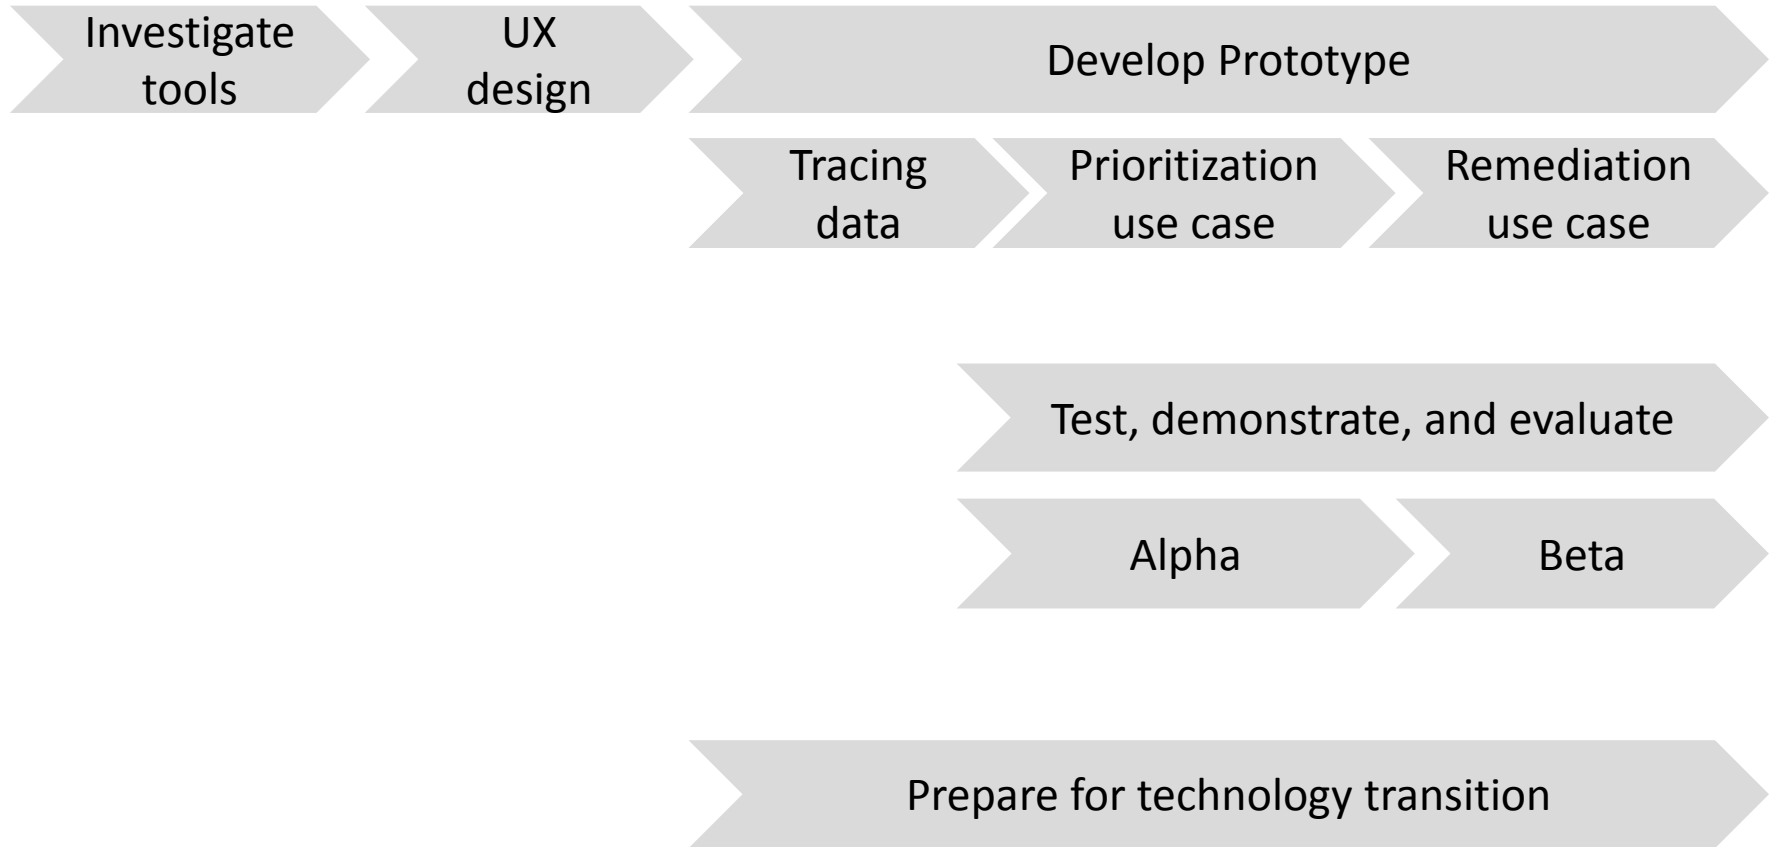 Investigate
tools
UX
design
Develop Prototype
Tracing
data
Prioritization
use case
Remediation
use case
Test, demonstrate, and evaluate
Alpha
Beta
Prepare for technology transition